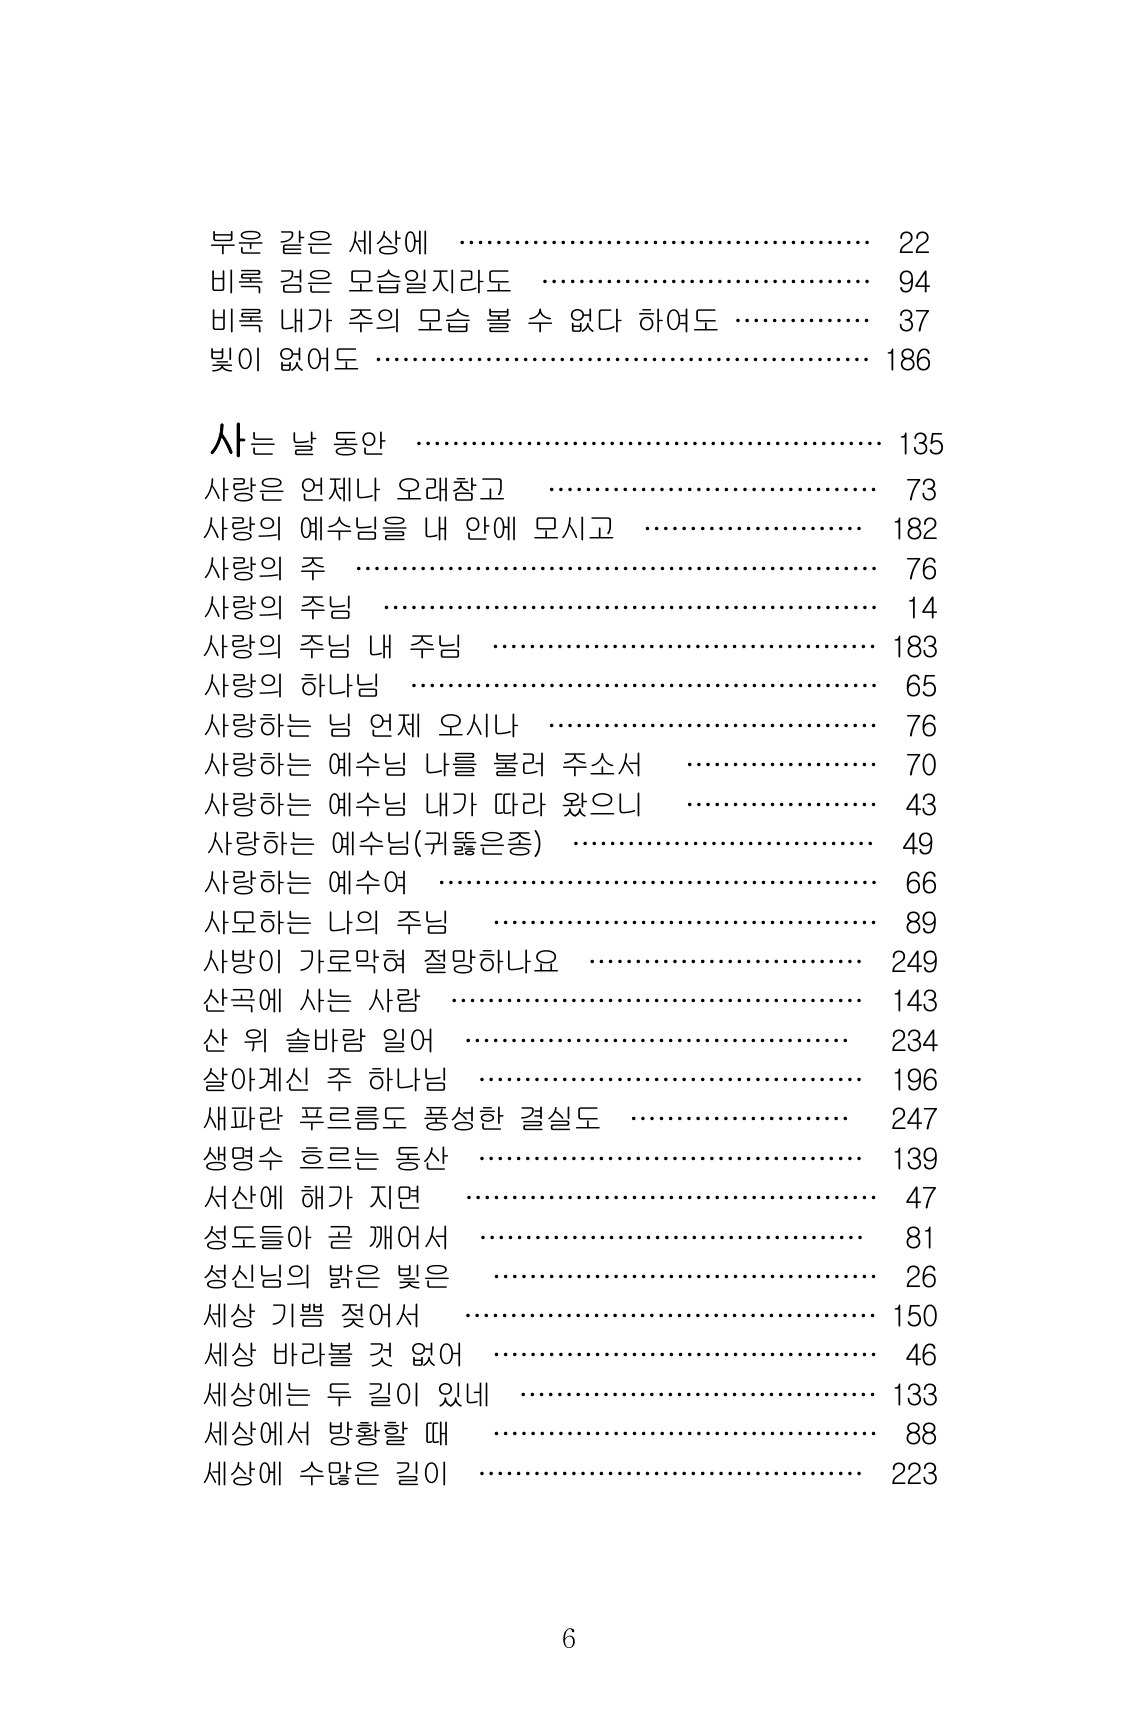 부운 같은 세상에 ………………………………………… 22
비록 검은 모습일지라도 ……………………………… 94
비록 내가 주의 모습 볼 수 없다 하여도 …………… 37
빛이 없어도 ……………………………………………… 186
사는 날 동안 …………………………………………… 135
사랑은 언제나 오래참고 ……………………………… 73
사랑의 예수님을 내 안에 모시고 …………………… 182
사랑의 주 ………………………………………………… 76
사랑의 주님 ……………………………………………… 14
사랑의 주님 내 주님 …………………………………… 183
사랑의 하나님 …………………………………………… 65
사랑하는 님 언제 오시나 ……………………………… 76
사랑하는 예수님 나를 불러 주소서 ………………… 70
사랑하는 예수님 내가 따라 왔으니 ………………… 43
사랑하는 예수님(귀뚫은종) …………………………… 49
사랑하는 예수여 ………………………………………… 66
사모하는 나의 주님 …………………………………… 89
사방이 가로막혀 절망하나요 ………………………… 249
산곡에 사는 사람 ……………………………………… 143
산 위 솔바람 일어 …………………………………… 234
살아계신 주 하나님 …………………………………… 196
새파란 푸르름도 풍성한 결실도 …………………… 247
생명수 흐르는 동산 …………………………………… 139
서산에 해가 지면 ……………………………………… 47
성도들아 곧 깨어서 …………………………………… 81
성신님의 밝은 빛은 …………………………………… 26
세상 기쁨 젖어서 ……………………………………… 150
세상 바라볼 것 없어 …………………………………… 46
세상에는 두 길이 있네 ………………………………… 133
세상에서 방황할 때 …………………………………… 88
세상에 수많은 길이 …………………………………… 223
6